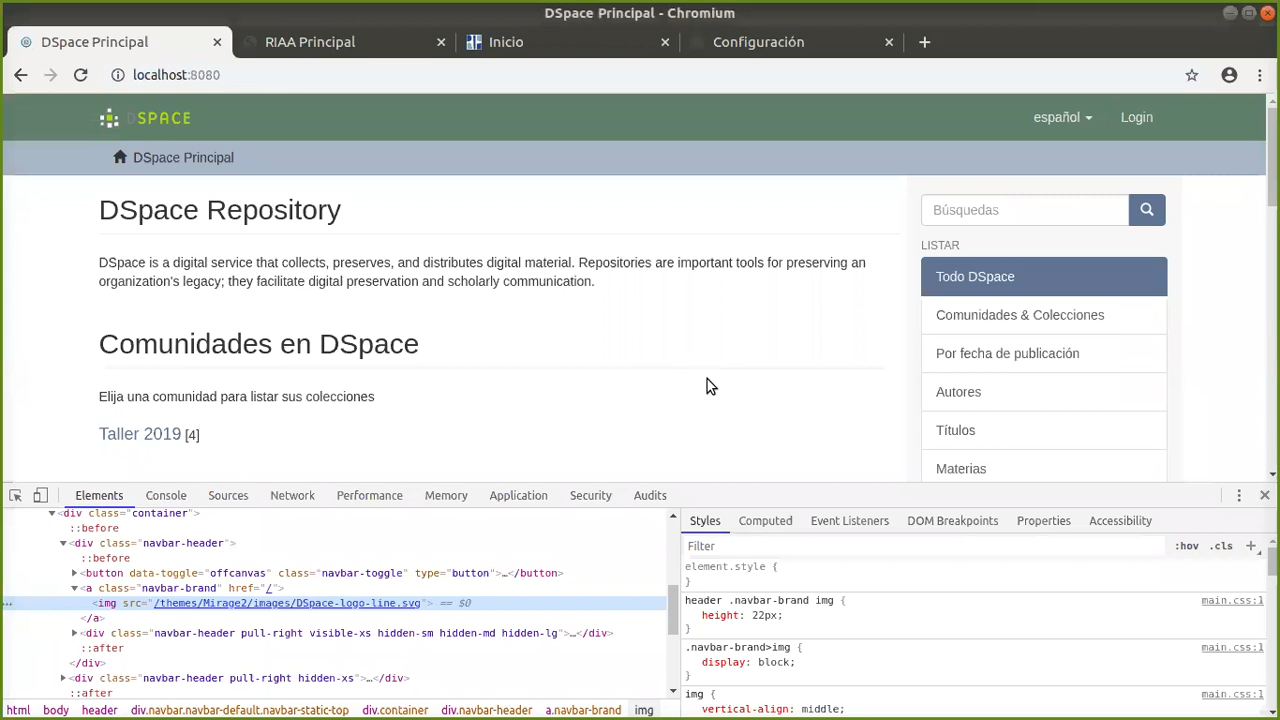 DSpace Principal - Chromium
DSpace Principal
RIAA Principal
Inicio
Configuración
localhost:8080
DSPACE
español
Login
DSpace Principal
DSpace Repository
DSpace is a digital service that collects, preserves, and distributes digital material. Repositories are important tools for preserving an
organization's legacy; they facilitate digital preservation and scholarly communication.
Comunidades en DSpace
Elija una comunidad para listar sus colecciones
Taller 2019 [4]
Búsquedas
LISTAR
Todo DSpace
Comunidades & Colecciones
Por fecha de publicación
Autores
Títulos
Materias
Elements Console Sources Network Performance Memory Application Security Audits
<div class="container">
::before
<div class="navbar-header">
::before
<button data-toggle="offcanvas" class="navbar-toggle" type="button">…</button>
<a class="navbar-brand" href="/">
<img src="/themes/Mirage2/images/DSpace-logo-line.svg"> == $0
</a>
<div class="navbar-header pull-right visible-xs hidden-sm hidden-md hidden-lg">…</div>
::after
</div>
<div class="navbar-header pull-right hidden-xs">…</div>
::after
html body header div.navbar.navbar-default.navbar-static-top div.container div.navbar-header a.navbar-brand img
Styles Computed Event Listeners DOM Breakpoints Properties Accessibility
Filter :hov .cls +
element.style {
}
header .navbar-brand img { main.css:1
height: 22px;
}
.navbar-brand>img { main.css:1
display: block;
}
img { main.css:1
vertical-align: middle;